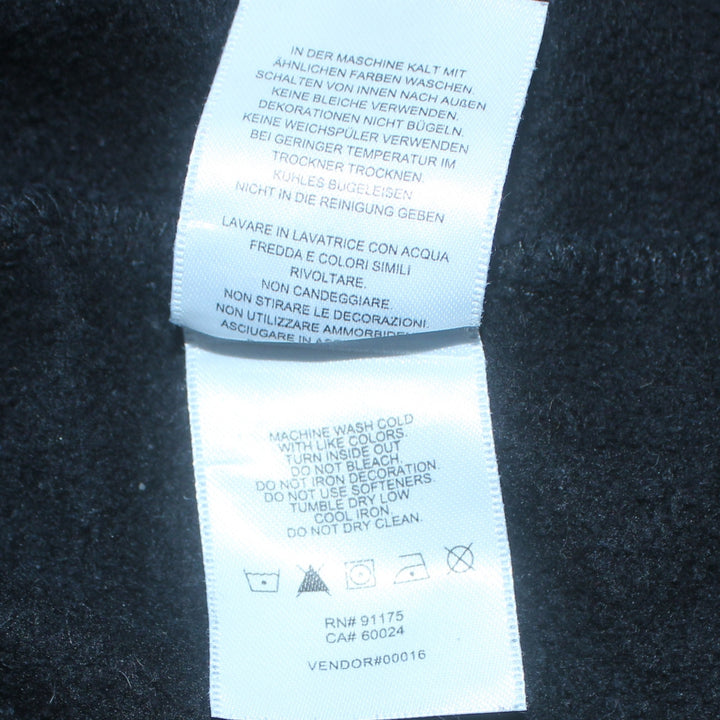 IN DER MASCHINE KALT MIT
ÄHNLICHEN FARBEN WASCHEN.
SCHALTEN VON INNEN NACH AUßEN
KEINE BLEICHE VERWENDEN.
DEKORATIONEN NICHT BÜGELN.
KEINE WEICHSPÜLER VERWENDEN
BEI GERINGER TEMPERATUR IM
TROCKNER TROCKNEN.
KÜHLES BÜGELEISEN
NICHT IN DIE REINIGUNG GEBEN
LAVARE IN LAVATRICE CON ACQUA
FREDDA E COLORI SIMILI
RIVOLTARE.
NON CANDEGGIARE
NON STIRARE LE DECORAZIONI.
NON UTILIZZARE
ASCIUGARE IN
MACHINE WASH COLD
WITH LIKE COLORS.
TURN INSIDE OUT
DO NOT BLEACH.
DO NOT IRON DECORATION.
DO NOT USE SOFTENERS.
TUMBLE DRY LOW
COOL IRON.
DO NOT DRY CLEAN.
RN# 91175
CA# 60024
VENDOR#00016